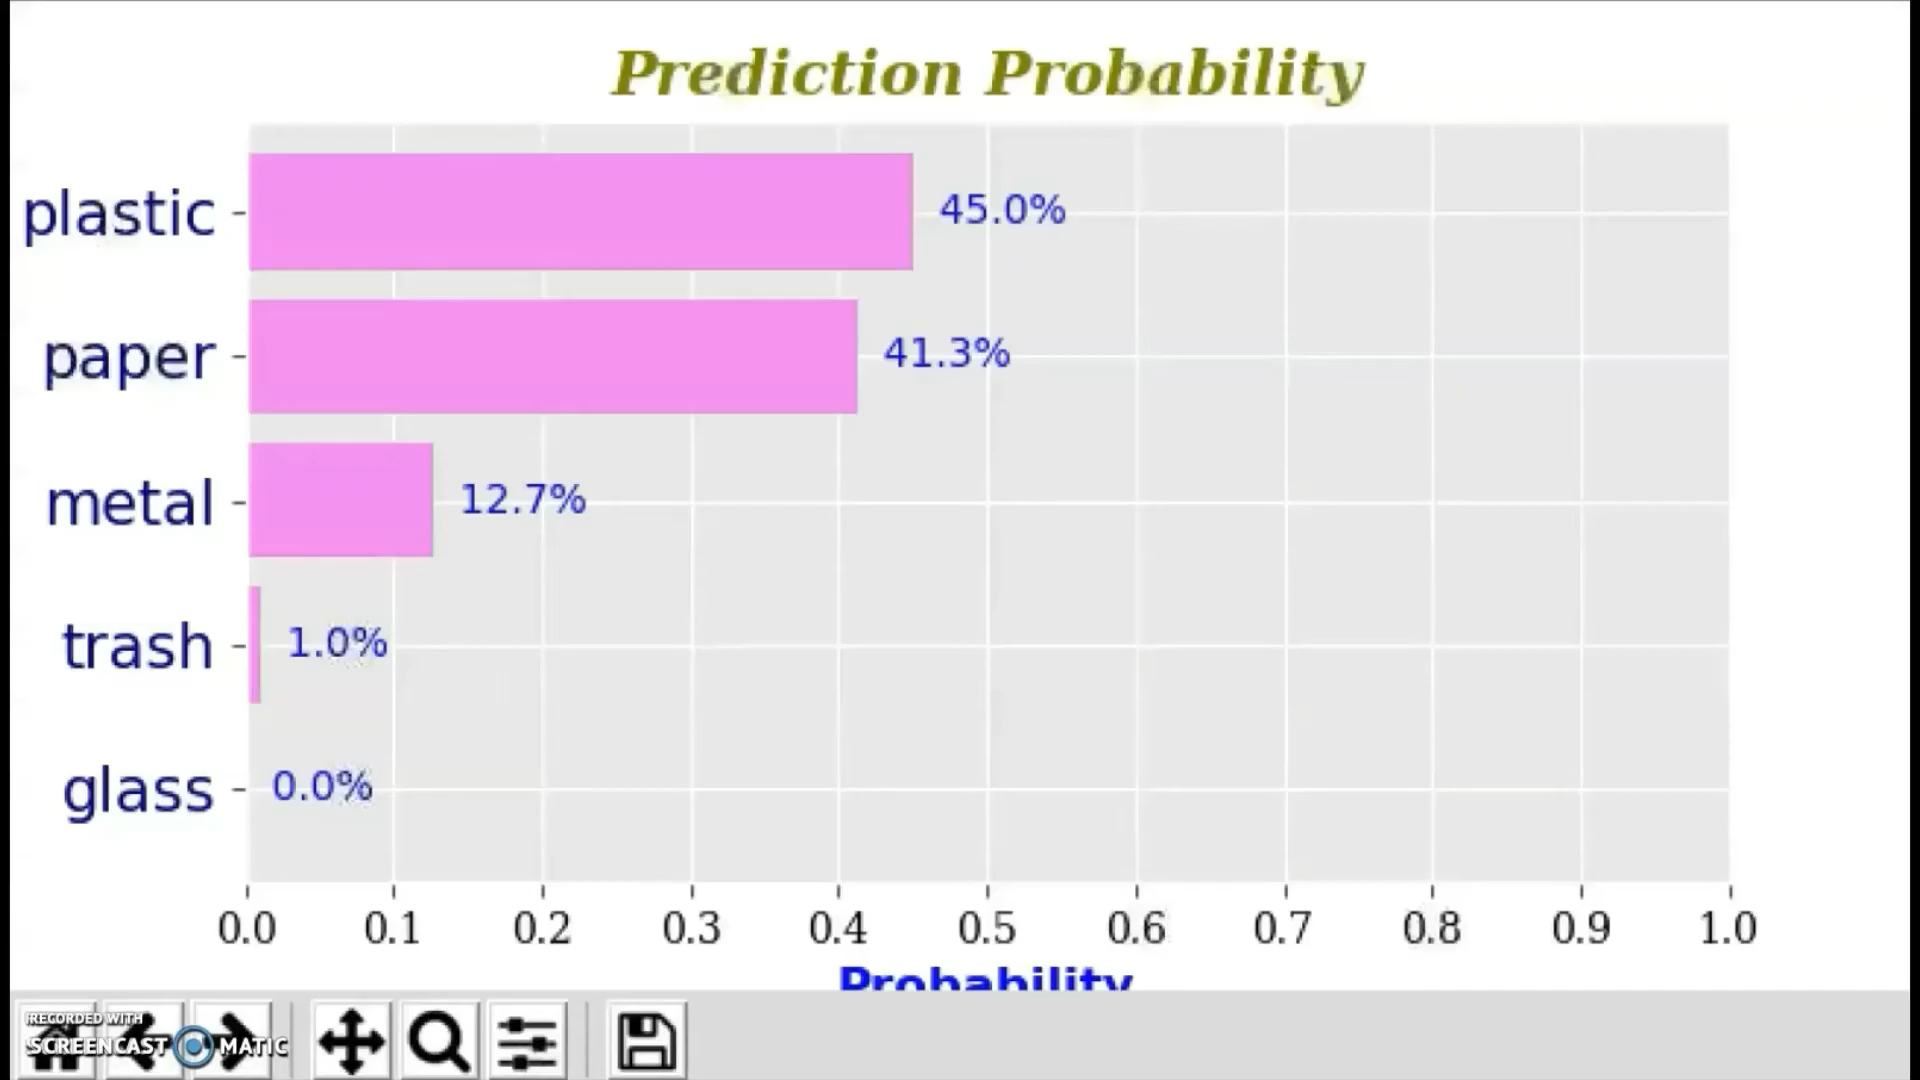 Prediction Probability
plastic 45.0%
paper 41.3%
metal 12.7%
trash 1.0%
glass 0.0%
0.0 0.1 0.2 0.3 0.4 0.5 0.6 0.7 0.8 0.9 1.0
Probability
RECORDED WITH
SCREENCAST MATIC